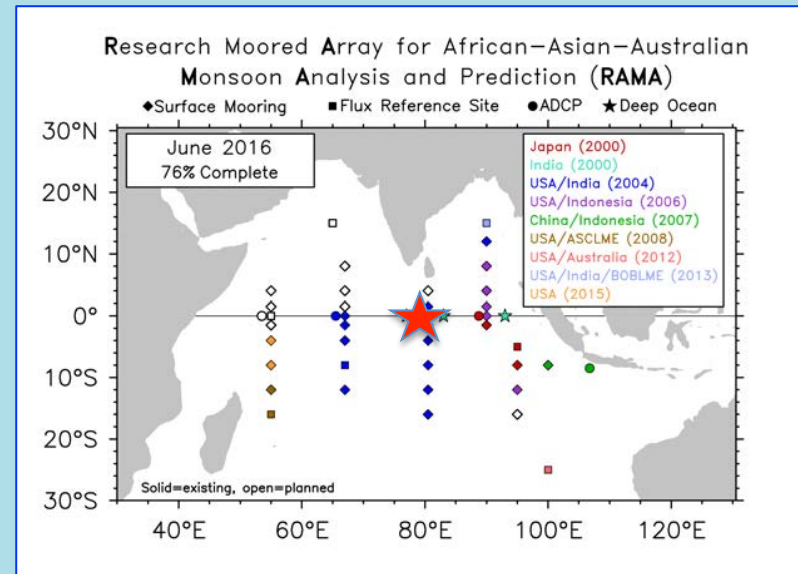 Research Moored Array for African-Asian-Australian
Monsoon Analysis and Prediction (RAMA)
◆Surface Mooring ■Flux Reference Site ●ADCP ★Deep Ocean
30°N
20°N
10°N
0°
10°S
20°S
30°S
June 2016
76% Complete
Japan (2000)
India (2000)
USA/India (2004)
USA/Indonesia (2006)
China/Indonesia (2007)
USA/ASCLME (2008)
USA/Australia (2012)
USA/India/BOBLME (2013)
USA (2015)
Solid=existing, open=planned
40°E 60°E 80°E 100°E 120°E